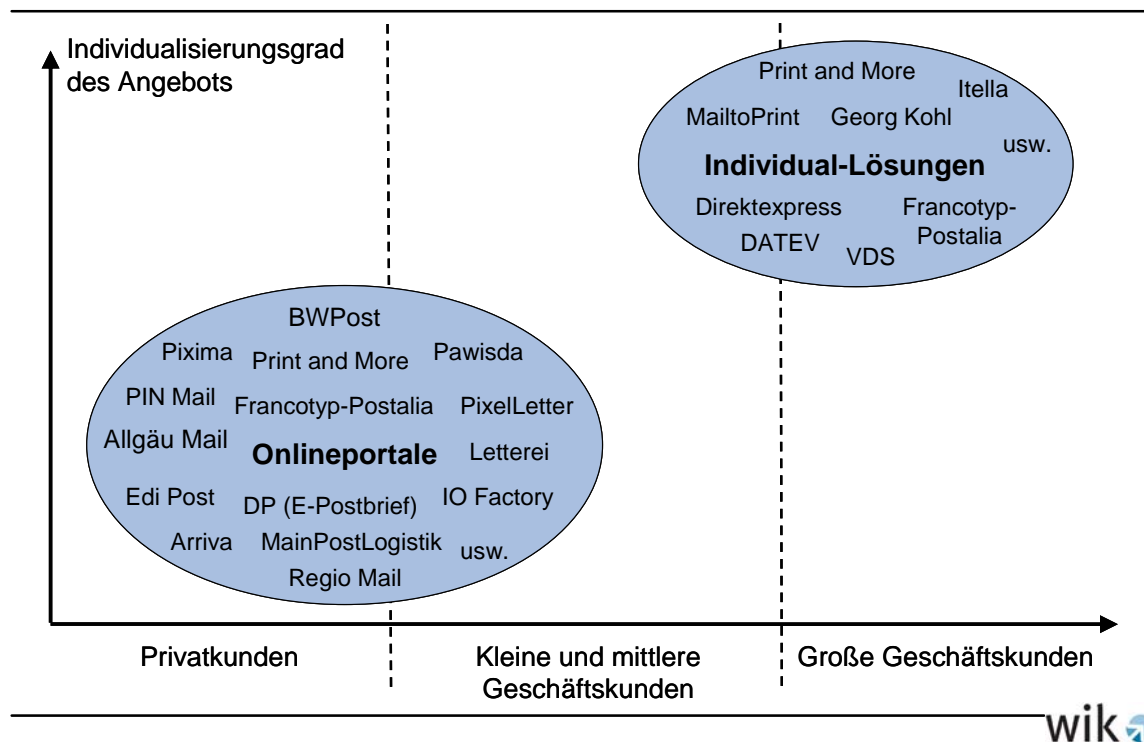 Individualisierungsgrad
des Angebots
Print and More
Itella
MailtoPrint
Georg Kohl
usw.
Individual-Lösungen
Direktexpress
Francotyp-
Postalia
DATEV
VDS
BWPost
Pixima
Print and More
Pawisda
PIN Mail
Francotyp-Postalia
PixelLetter
Allgäu Mail
Onlineportale
Letterei
Edi Post
DP (E-Postbrief)
IO Factory
Arriva
MainPostLogistik
usw.
Regio Mail
Privatkunden
Kleine und mittlere
Geschäftskunden
Große Geschäftskunden
wik